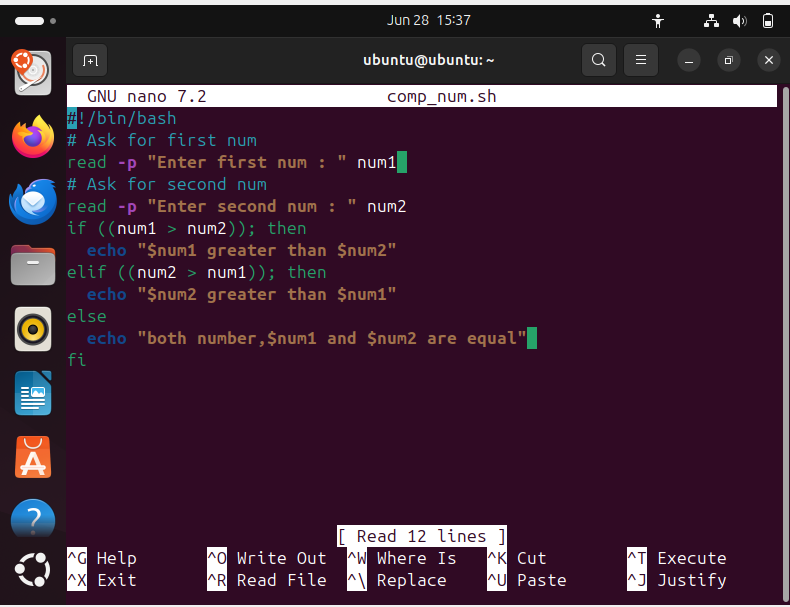 Jun 28 15:37
ubuntu@ubuntu: ~
GNU nano 7.2 comp_num.sh
#!/bin/bash
# Ask for first num
read -p "Enter first num : " num1
# Ask for second num
read -p "Enter second num : " num2
if ((num1 > num2)); then
  echo "$num1 greater than $num2"
elif ((num2 > num1)); then
  echo "$num2 greater than $num1"
else
  echo "both number,$num1 and $num2 are equal"
fi
[ Read 12 lines ]
^G Help ^O Write Out ^W Where Is ^K Cut ^T Execute
^X Exit ^R Read File ^\ Replace ^U Paste ^J Justify